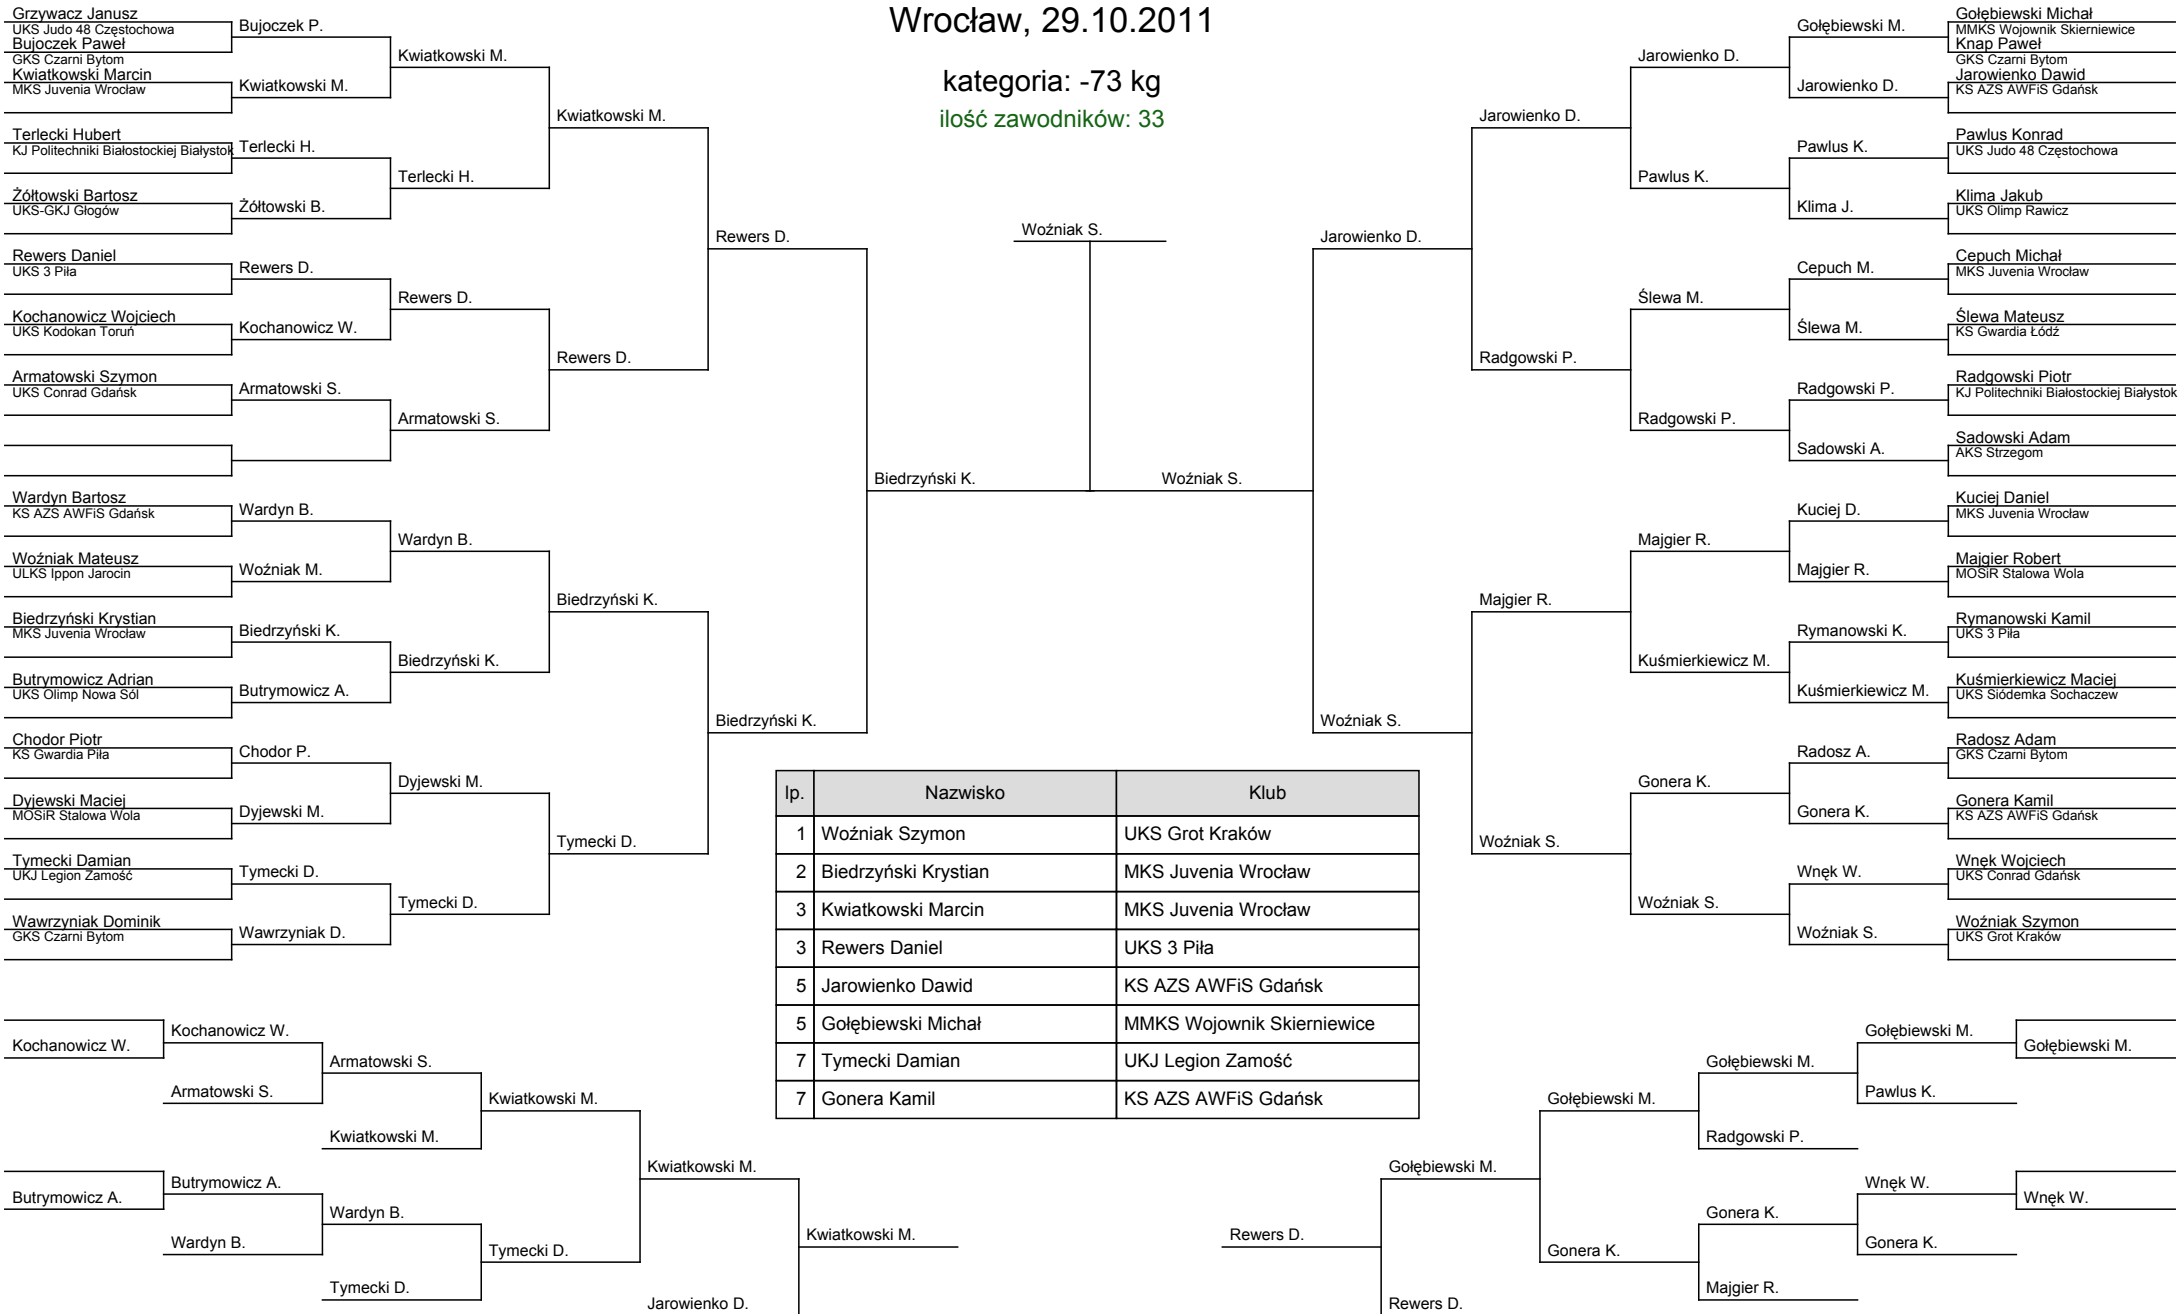 Wrocław, 29.10.2011
kategoria: -73 kg
ilość zawodników: 33
Grzywacz Janusz
UKS Judo 48 Częstochowa
Bujoczek Paweł
GKS Czarni Bytom
Kwiatkowski Marcin
MKS Juvenia Wrocław
Terlecki Hubert
KJ Politechniki Białostockiej Białystok
Żółtowski Bartosz
UKS-GKJ Głogów
Rewers Daniel
UKS 3 Piła
Kochanowicz Wojciech
UKS Kodokan Toruń
Armatowski Szymon
UKS Conrad Gdańsk
Wardyn Bartosz
KS AZS AWFiS Gdańsk
Woźniak Mateusz
ULKS Ippon Jarocin
Biedrzyński Krystian
MKS Juvenia Wrocław
Butrymowicz Adrian
UKS Olimp Nowa Sól
Chodor Piotr
KS Gwardia Piła
Dyjewski Maciej
MOSiR Stalowa Wola
Tymecki Damian
UKJ Legion Zamość
Wawrzyniak Dominik
GKS Czarni Bytom
Bujoczek P.
Kwiatkowski M.
Terlecki H.
Żółtowski B.
Rewers D.
Kochanowicz W.
Armatowski S.
Wardyn B.
Woźniak M.
Biedrzyński K.
Butrymowicz A.
Chodor P.
Dyjewski M.
Tymecki D.
Wawrzyniak D.
Kwiatkowski M.
Terlecki H.
Rewers D.
Armatowski S.
Wardyn B.
Biedrzyński K.
Dyjewski M.
Tymecki D.
Kwiatkowski M.
Rewers D.
Biedrzyński K.
Tymecki D.
Rewers D.
Biedrzyński K.
Biedrzyński K.
Woźniak S.
Woźniak S.
Jarowienko D.
Woźniak S.
Jarowienko D.
Radgowski P.
Majgier R.
Woźniak S.
Jarowienko D.
Pawlus K.
Ślewa M.
Radgowski P.
Majgier R.
Kuśmierkiewicz M.
Gonera K.
Woźniak S.
Gołębiewski M.
Jarowienko D.
Pawlus K.
Klima J.
Cepuch M.
Ślewa M.
Radgowski P.
Sadowski A.
Kuciej D.
Majgier R.
Rymanowski K.
Kuśmierkiewicz M.
Radosz A.
Gonera K.
Wnęk W.
Woźniak S.
Gołębiewski Michał
MMKS Wojownik Skierniewice
Knap Paweł
GKS Czarni Bytom
Jarowienko Dawid
KS AZS AWFiS Gdańsk
Pawlus Konrad
UKS Judo 48 Częstochowa
Klima Jakub
UKS Olimp Rawicz
Cepuch Michał
MKS Juvenia Wrocław
Ślewa Mateusz
KS Gwardia Łódź
Radgowski Piotr
KJ Politechniki Białostockiej Białystok
Sadowski Adam
AKS Strzegom
Kuciej Daniel
MKS Juvenia Wrocław
Majgier Robert
MOSiR Stalowa Wola
Rymanowski Kamil
UKS 3 Piła
Kuśmierkiewicz Maciej
UKS Siódemka Sochaczew
Radosz Adam
GKS Czarni Bytom
Gonera Kamil
KS AZS AWFiS Gdańsk
Wnęk Wojciech
UKS Conrad Gdańsk
Woźniak Szymon
UKS Grot Kraków
lp. Nazwisko Klub
1 Woźniak Szymon UKS Grot Kraków
2 Biedrzyński Krystian MKS Juvenia Wrocław
3 Kwiatkowski Marcin MKS Juvenia Wrocław
3 Rewers Daniel UKS 3 Piła
5 Jarowienko Dawid KS AZS AWFiS Gdańsk
5 Gołębiewski Michał MMKS Wojownik Skierniewice
7 Tymecki Damian UKJ Legion Zamość
7 Gonera Kamil KS AZS AWFiS Gdańsk
Kochanowicz W.
Butrymowicz A.
Kochanowicz W.
Armatowski S.
Butrymowicz A.
Wardyn B.
Armatowski S.
Kwiatkowski M.
Wardyn B.
Tymecki D.
Kwiatkowski M.
Tymecki D.
Kwiatkowski M.
Jarowienko D.
Kwiatkowski M.
Rewers D.
Gołębiewski M.
Rewers D.
Gołębiewski M.
Gonera K.
Gołębiewski M.
Radgowski P.
Gonera K.
Majgier R.
Gołębiewski M.
Pawlus K.
Wnęk W.
Gonera K.
Gołębiewski M.
Wnęk W.